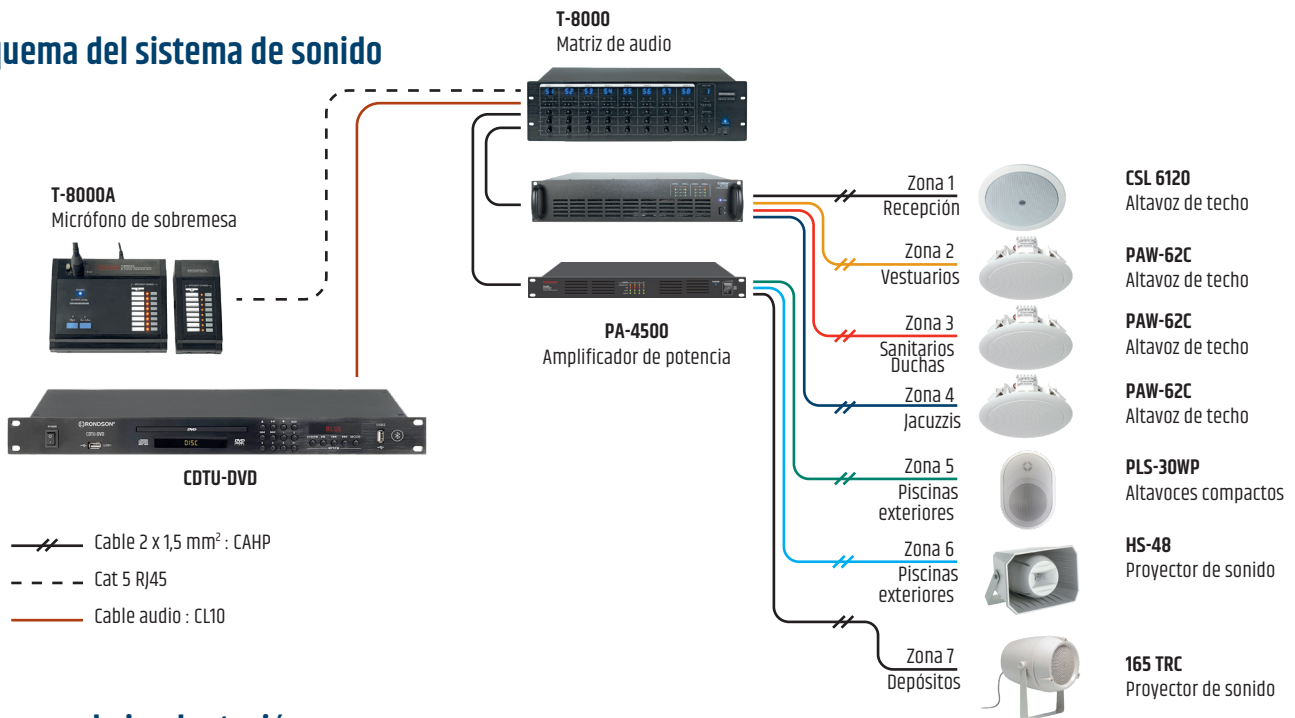 quema del sistema de sonido
T-8000
Matriz de audio
T-8000A
Micrófono de sobremesa
PA-4500
Amplificador de potencia
RONDSON
CDTU-DVD
DISC
CDTU-DVD
Zona 1
Recepción
CSL 6120
Altavoz de techo
Zona 2
Vestuarios
PAW-62C
Altavoz de techo
Zona 3
Sanitarios
Duchas
PAW-62C
Altavoz de techo
Zona 4
Jacuzzis
PAW-62C
Altavoz de techo
Zona 5
Piscinas
exteriores
PLS-30WP
Altavoces compactos
Zona 6
Piscinas
exteriores
HS-48
Proyector de sonido
Zona 7
Depósitos
165 TRC
Proyector de sonido
Cable 2 x 1,5 mm² : CAHP
Cat 5 RJ45
Cable audio : CL10